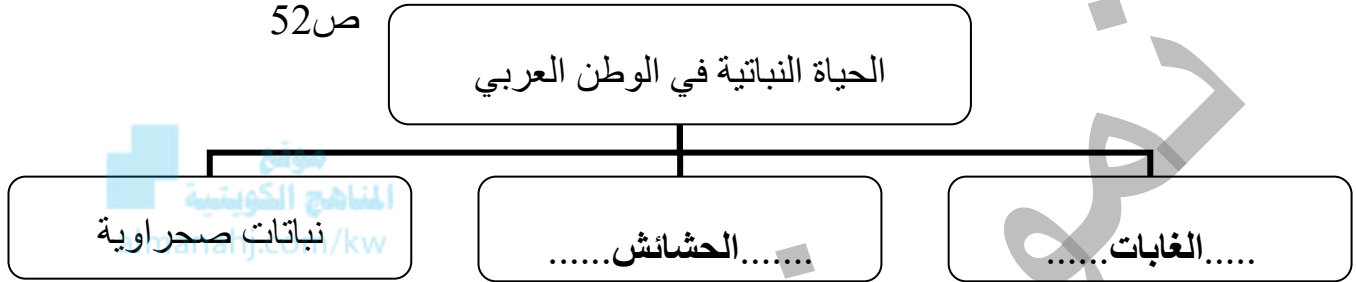 ص52
الحياة النباتية في الوطن العربي
.....الغابات......
.......الحشائش......
نباتات صحراوية
موقع
المناهج الكويتية
almanahj.com/kw